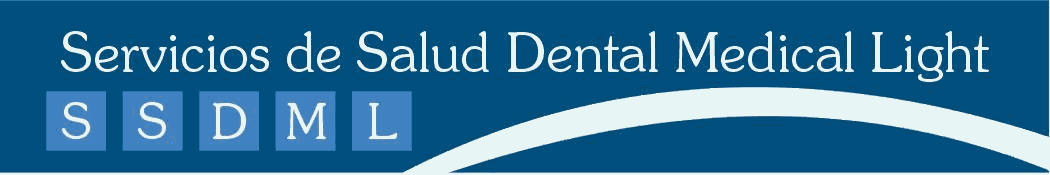 Servicios de Salud Dental Medical Light
S S D M L